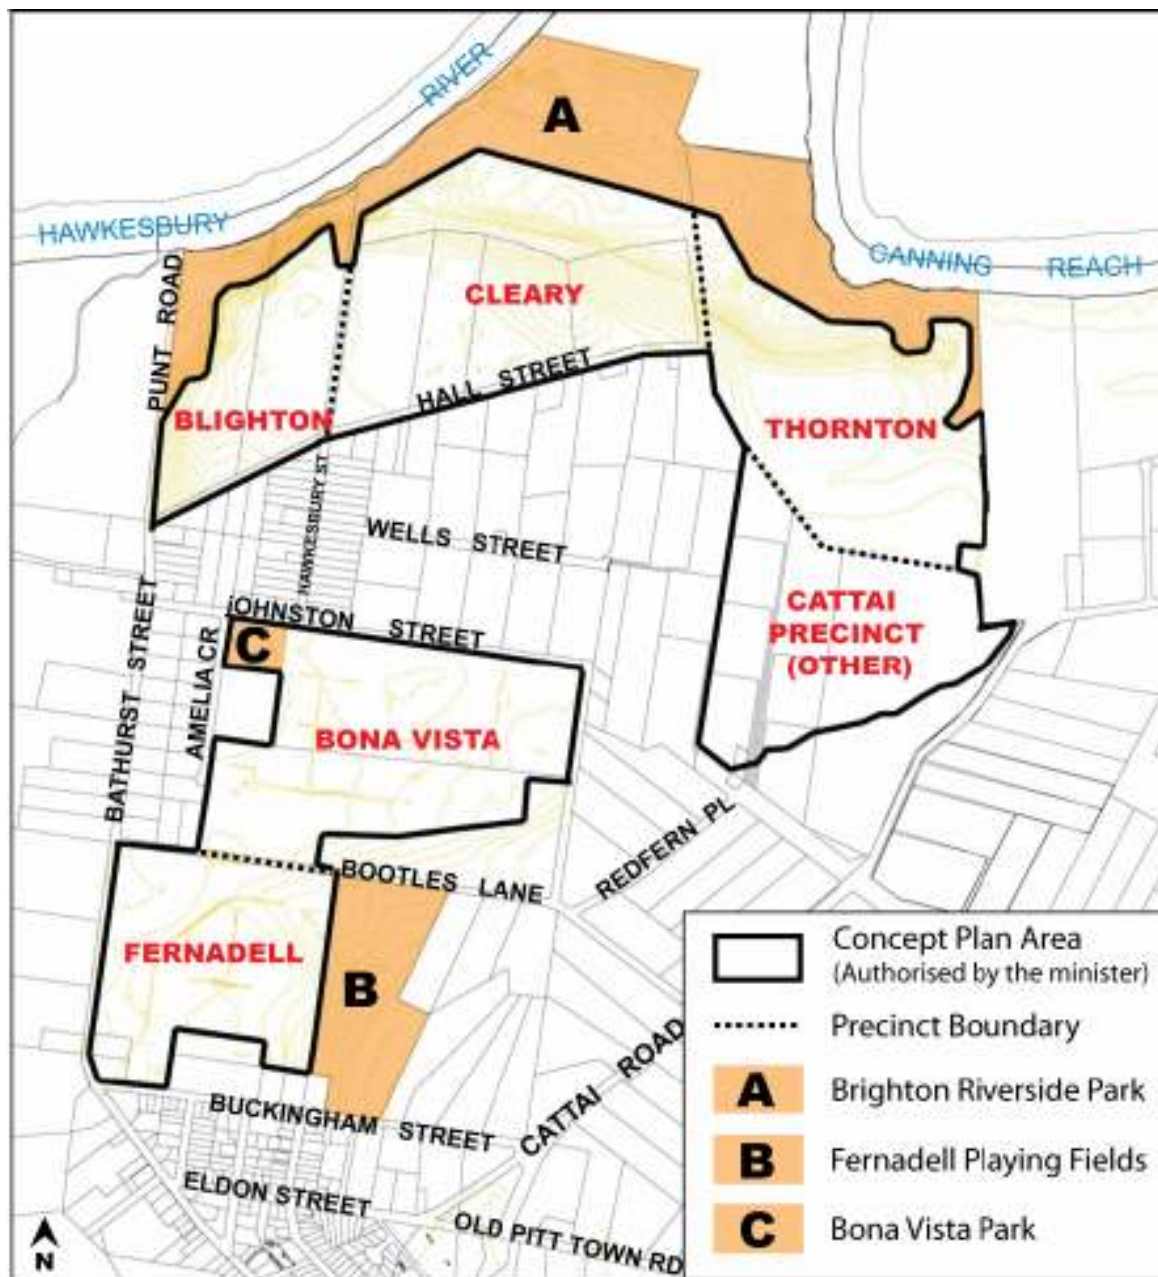 RIVER
A
HAWKESBURY
CANNING REACH
PUNT ROAD
CLEARY
HALL STREET
BLIGHTON
THORNTON
HAWKESBURY ST
WELLS STREET
CATTAI
PRECINCT
(OTHER)
BATHURST STREET
AMELIA CR
JOHNSTON STREET
C
BONA VISTA
REDFERN PL
BOOTLES LANE
FERNADELL
B
CATTAI ROAD
BUCKINGHAM STREET
ELDON STREET
OLD PITT TOWN RD
N
Concept Plan Area
(Authorised by the minister)
Precinct Boundary
A Brighton Riverside Park
B Fernadell Playing Fields
C Bona Vista Park